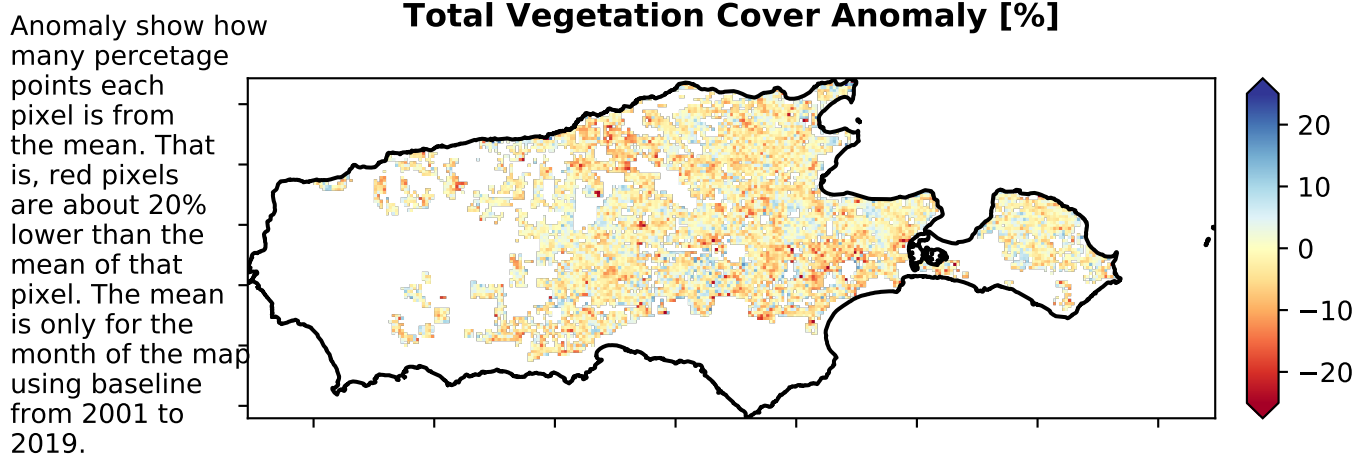 Total Vegetation Cover Anomaly [%]
Anomaly show how
many percetage
points each
pixel is from
the mean. That
is, red pixels
are about 20%
lower than the
mean of that
pixel. The mean
is only for the
month of the map
using baseline
from 2001 to
2019.
20
10
0
−10
−20